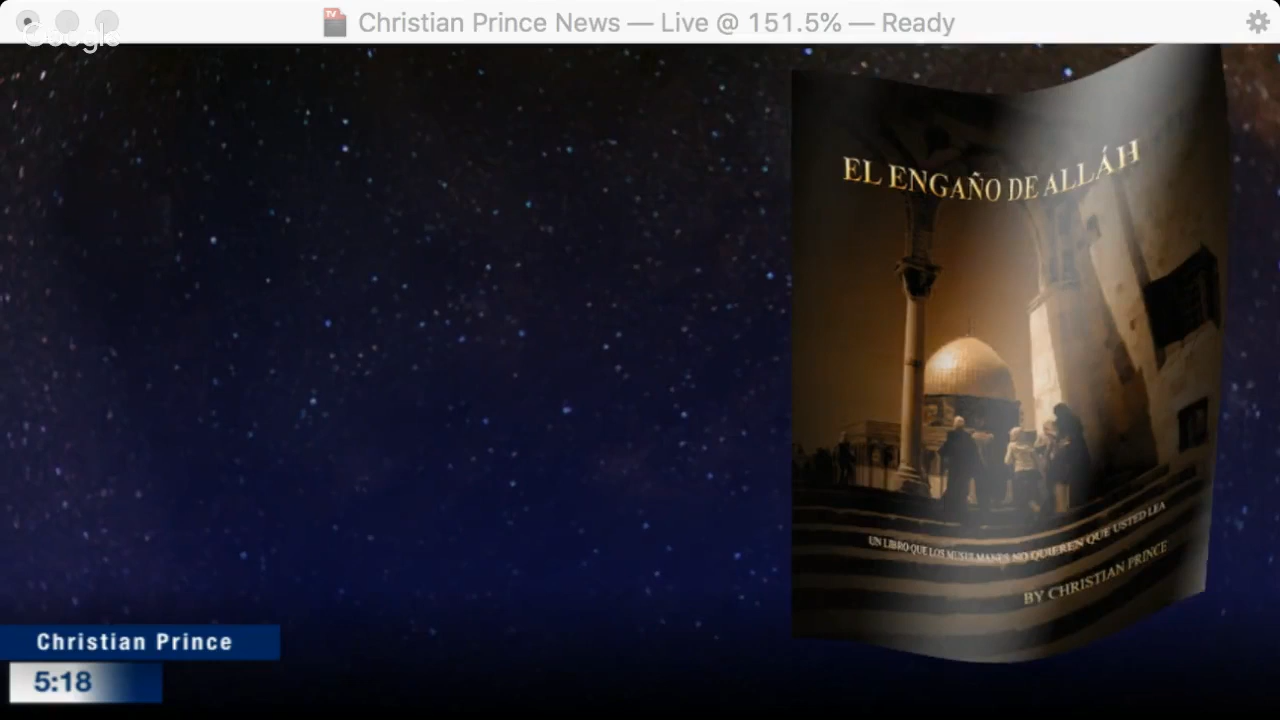 Christian Prince News — Live @ 151.5% — Ready
Google
EL ENGAÑO DE ALLÁH
UN LIBRO QUE LOS MUSULMANES NO QUIEREN QUE USTED LEA
BY CHRISTIAN PRINCE
Christian Prince
5:18